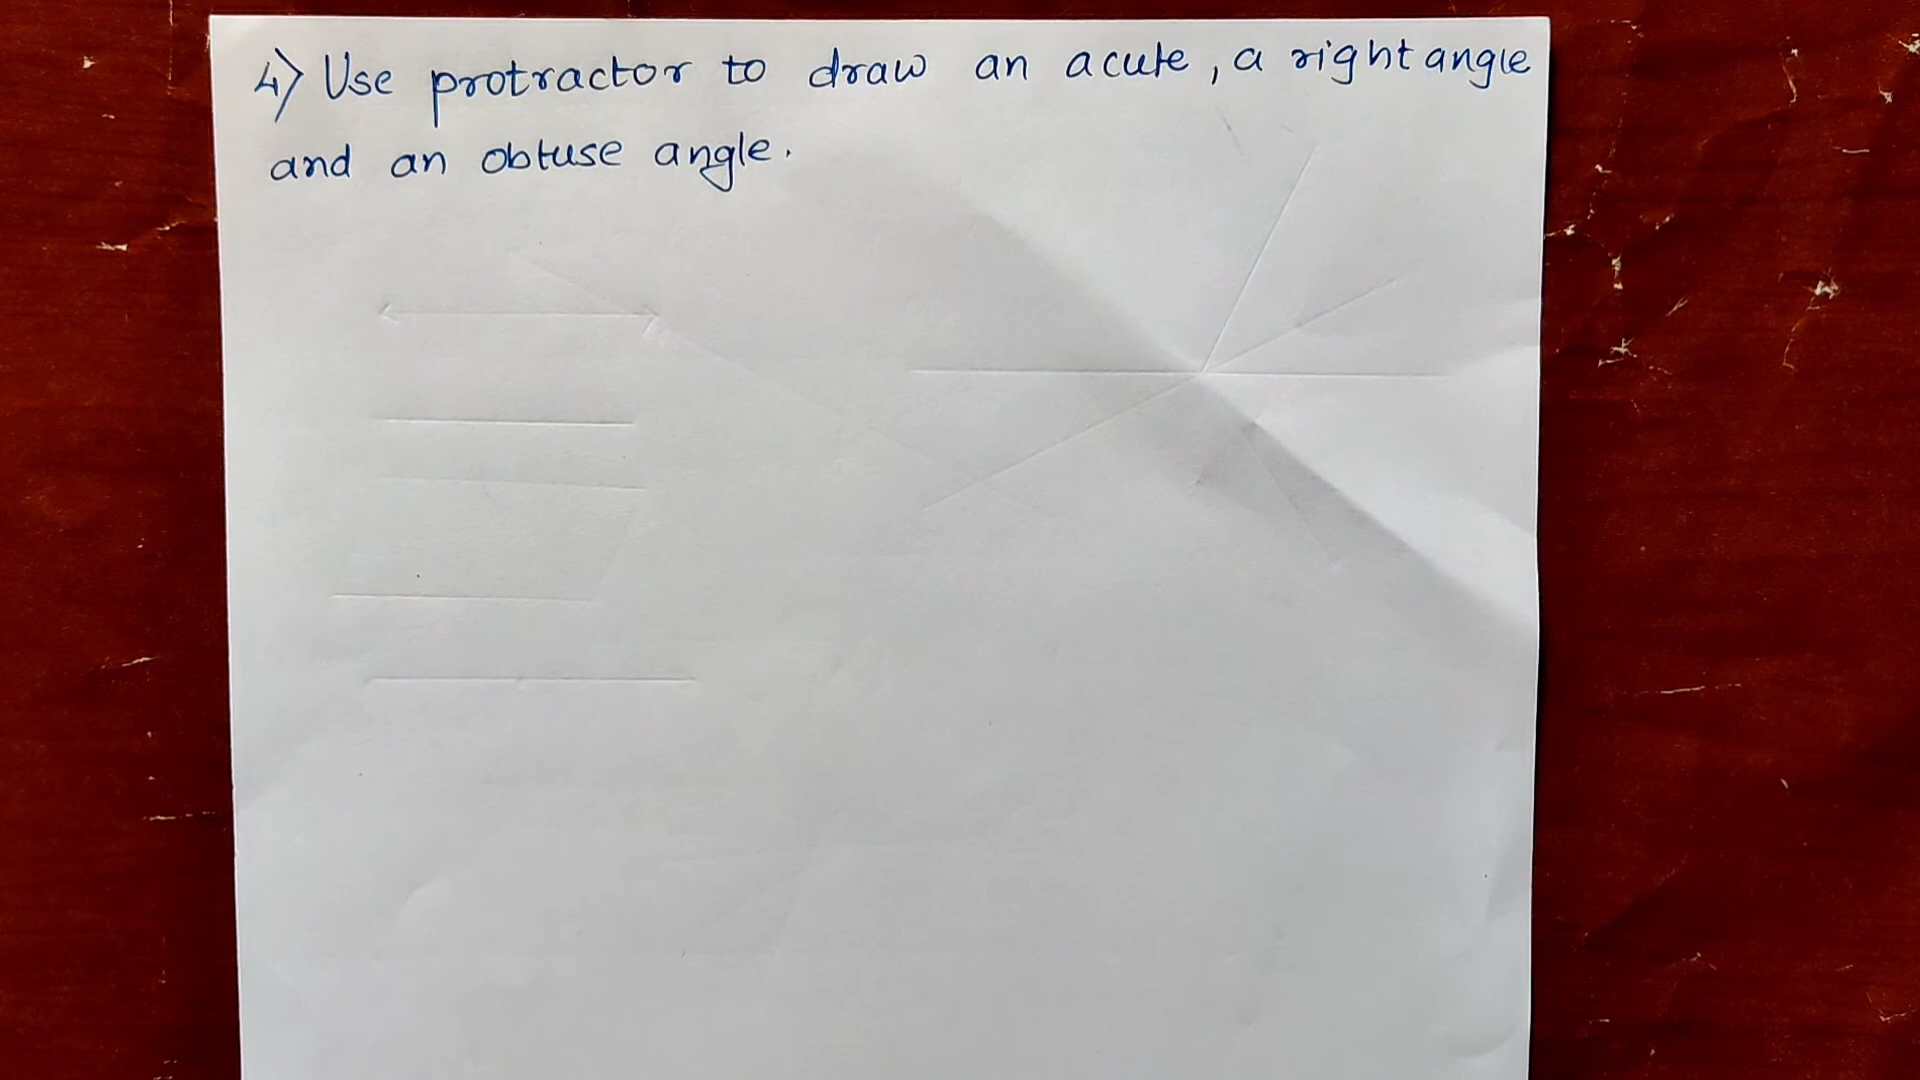 4) Use protractor to draw an acute, a right angle
and an obtuse angle.